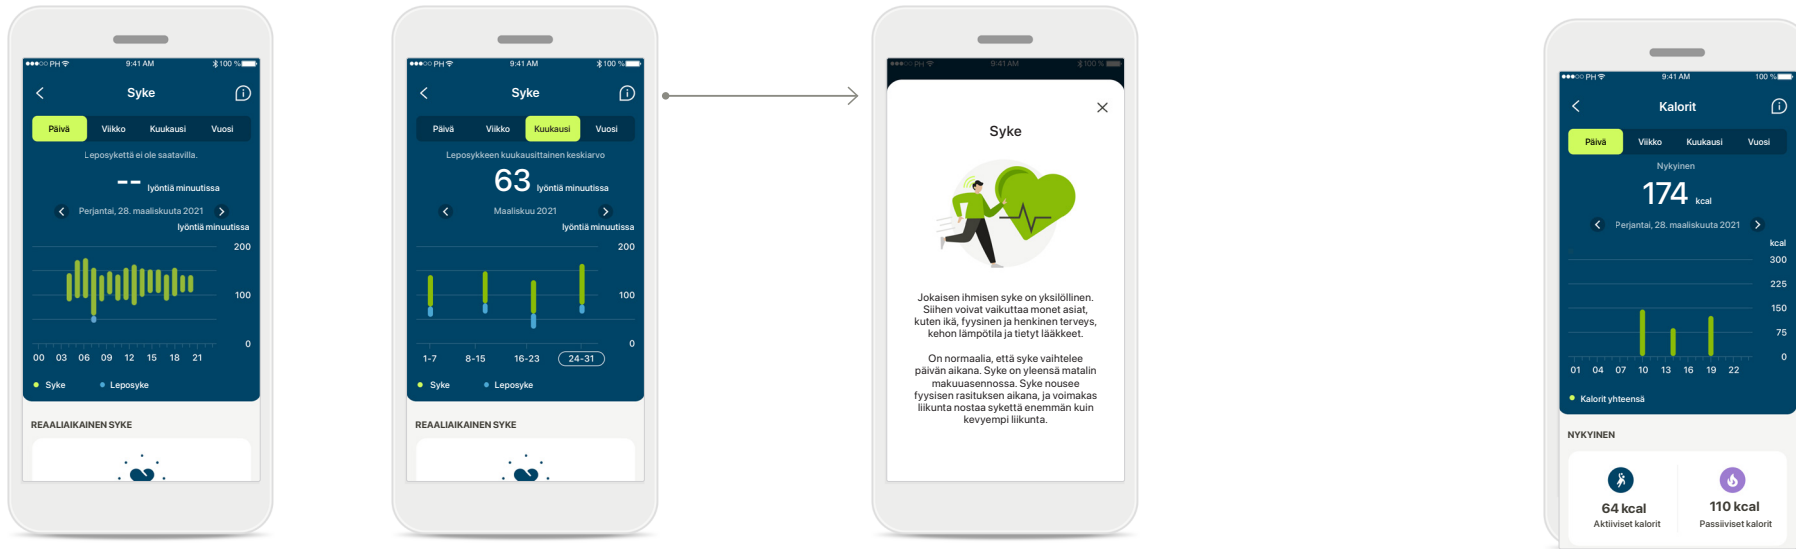 PH 9:41 AM 100 %
Syke
Päivä Viikko Kuukausi Vuosi
Leposykettä ei ole saatavilla.
-- lyöntiä minuutissa
Perjantai, 28. maaliskuuta 2021
lyöntiä minuutissa
200
100
0
00 03 06 09 12 15 18 21
Syke Leposyke
REAALIAIKAINEN SYKE
PH 9:41 AM 100 %
Syke
Päivä Viikko Kuukausi Vuosi
Leposykkeen kuukausittainen keskiarvo
63 lyöntiä minuutissa
Maaliskuu 2021
lyöntiä minuutissa
200
100
0
1-7 8-15 16-23 24-31
Syke Leposyke
REAALIAIKAINEN SYKE
PH 9:41 AM 100 %
Syke
Jokaisen ihmisen syke on yksilöllinen.
Siihen voivat vaikuttaa monet asiat,
kuten ikä, fyysinen ja henkinen terveys,
kehon lämpötila ja tietyt lääkkeet.
On normaalia, että syke vaihtelee
päivän aikana. Syke on yleensä matalin
makuuasennossa. Syke nousee
fyysisen rasituksen aikana, ja voimakas
liikunta nostaa sykettä enemmän kuin
kevyempi liikunta.
PH 9:41 AM 100 %
Kalorit
Päivä Viikko Kuukausi Vuosi
Nykyinen
174 kcal
Perjantai, 28. maaliskuuta 2021
kcal
300
225
150
75
0
01 04 07 10 13 16 19 22
Kalorit yhteensä
NYKYINEN
64 kcal 110 kcal
Aktiiviset kalorit Passiiviset kalorit